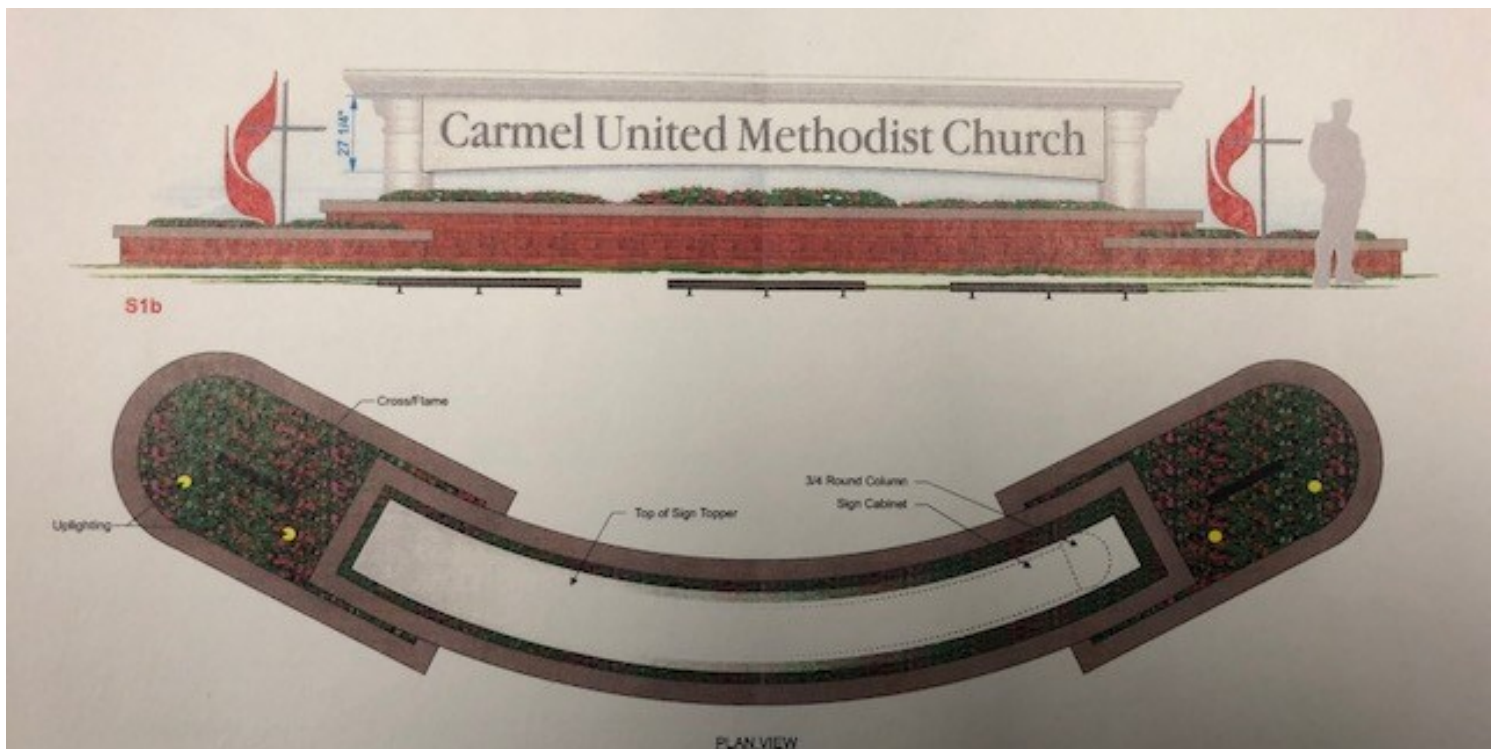 27 1/4"
Carmel United Methodist Church
S1b
Cross/Flame
3/4 Round Column
Sign Cabinet
Top of Sign Topper
Uplighting
PLAN VIEW